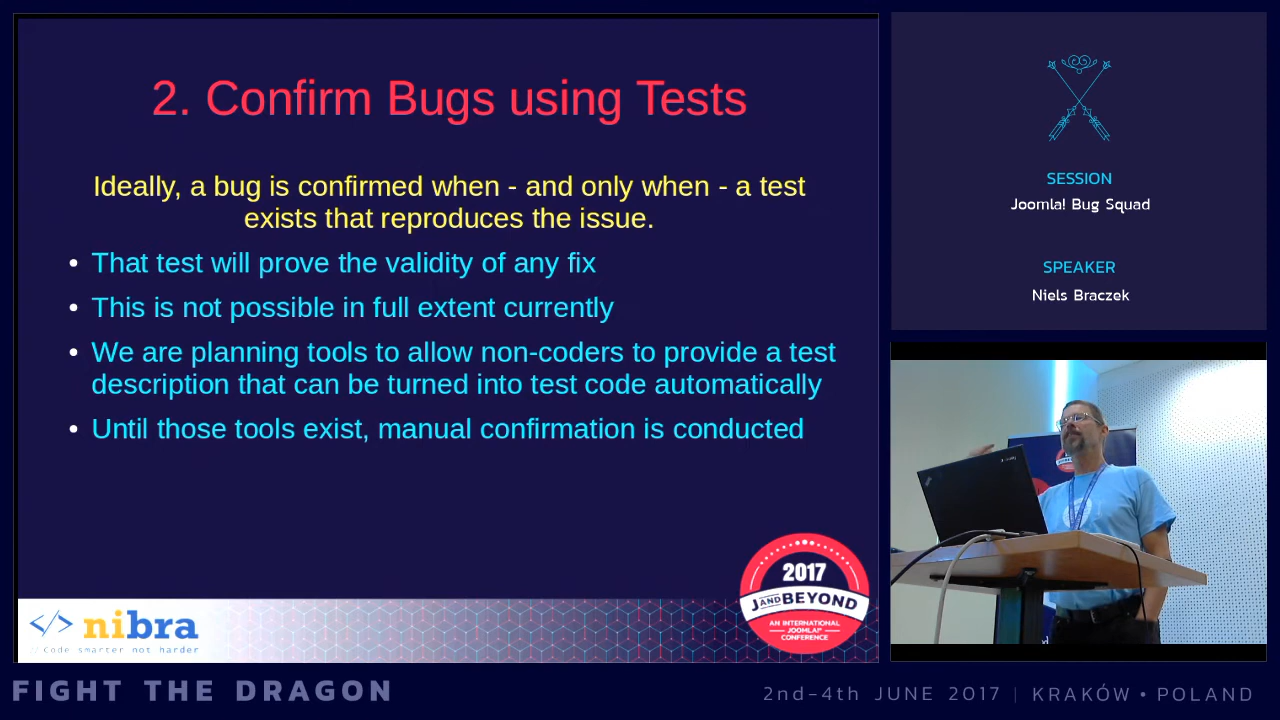 2. Confirm Bugs using Tests
Ideally, a bug is confirmed when - and only when - a test
exists that reproduces the issue.
• That test will prove the validity of any fix
• This is not possible in full extent currently
• We are planning tools to allow non-coders to provide a test
description that can be turned into test code automatically
• Until those tools exist, manual confirmation is conducted
2017
J AND BEYOND
AN INTERNATIONAL
JOOMLA!®
CONFERENCE
</> nibra
// Code smarter not harder
SESSION
Joomla! Bug Squad
SPEAKER
Niels Braczek
FIGHT THE DRAGON
2nd-4th JUNE 2017 | KRAKÓW • POLAND